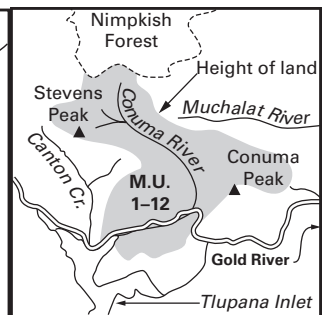 Nimpkish
Forest
Height of land
Stevens
Peak
Conuma River
Muchalat River
Canton Cr.
M.U.
1–12
Conuma
Peak
Gold River
Tlupana Inlet